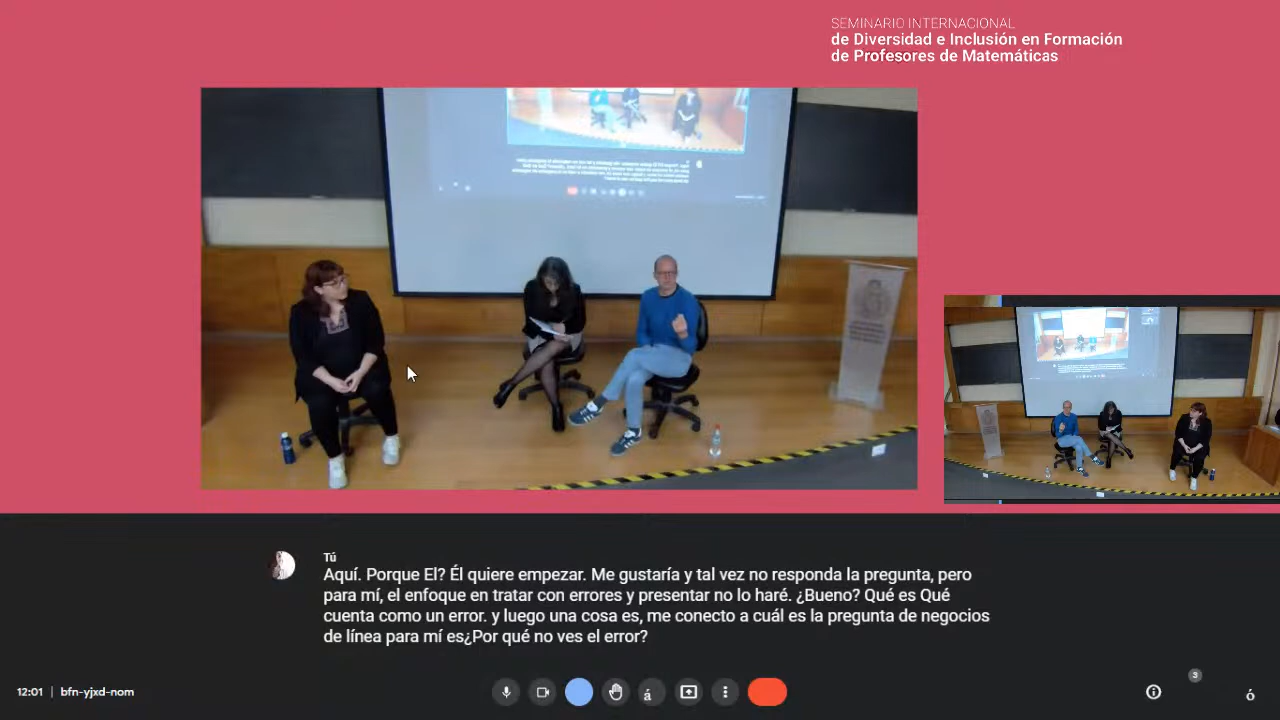 SEMINARIO INTERNACIONAL
de Diversidad e Inclusión en Formación
de Profesores de Matemáticas
Tú
Aquí. Porque El? Él quiere empezar. Me gustaría y tal vez no responda la pregunta, pero
para mí, el enfoque en tratar con errores y presentar no lo haré. ¿Bueno? Qué es Qué
cuenta como un error. y luego una cosa es, me conecto a cuál es la pregunta de negocios
de línea para mí es¿Por qué no ves el error?
3
12:01 | bfn-yjxd-nom
á
ó